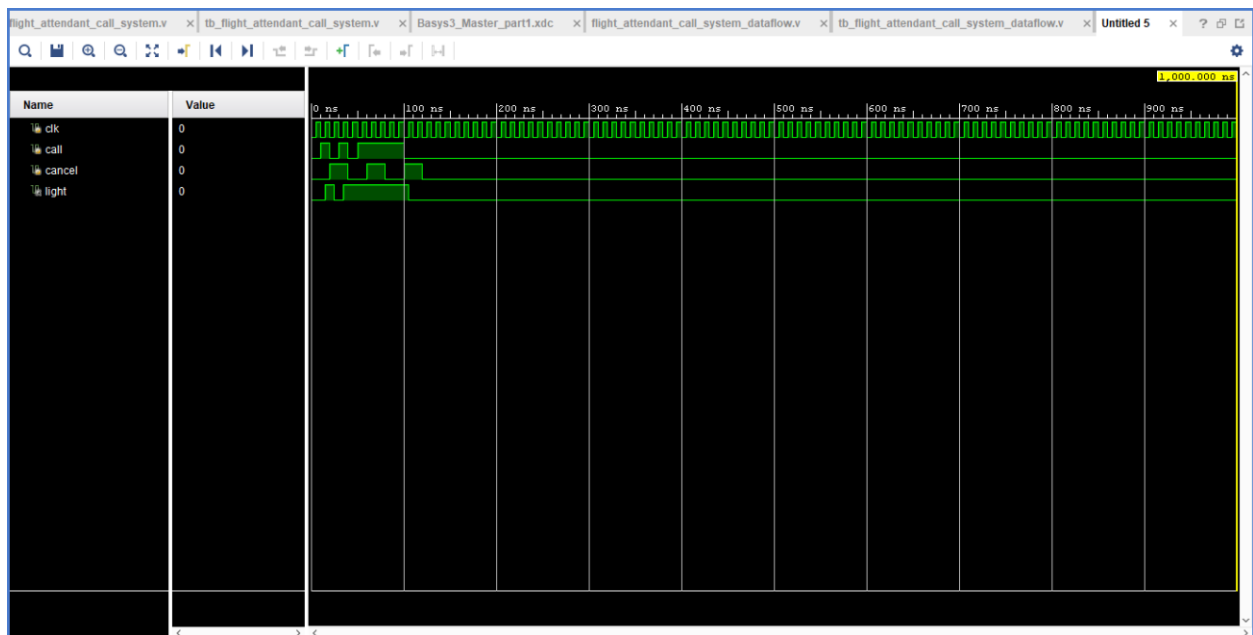 flight_attendant_call_system.v × tb_flight_attendant_call_system.v × Basys3_Master_part1.xdc × flight_attendant_call_system_dataflow.v × tb_flight_attendant_call_system_dataflow.v × Untitled 5 × ?
1,000.000 ns
Name Value 0 ns 100 ns 200 ns 300 ns 400 ns 500 ns 600 ns 700 ns 800 ns 900 ns
clk 0
call 0
cancel 0
light 0